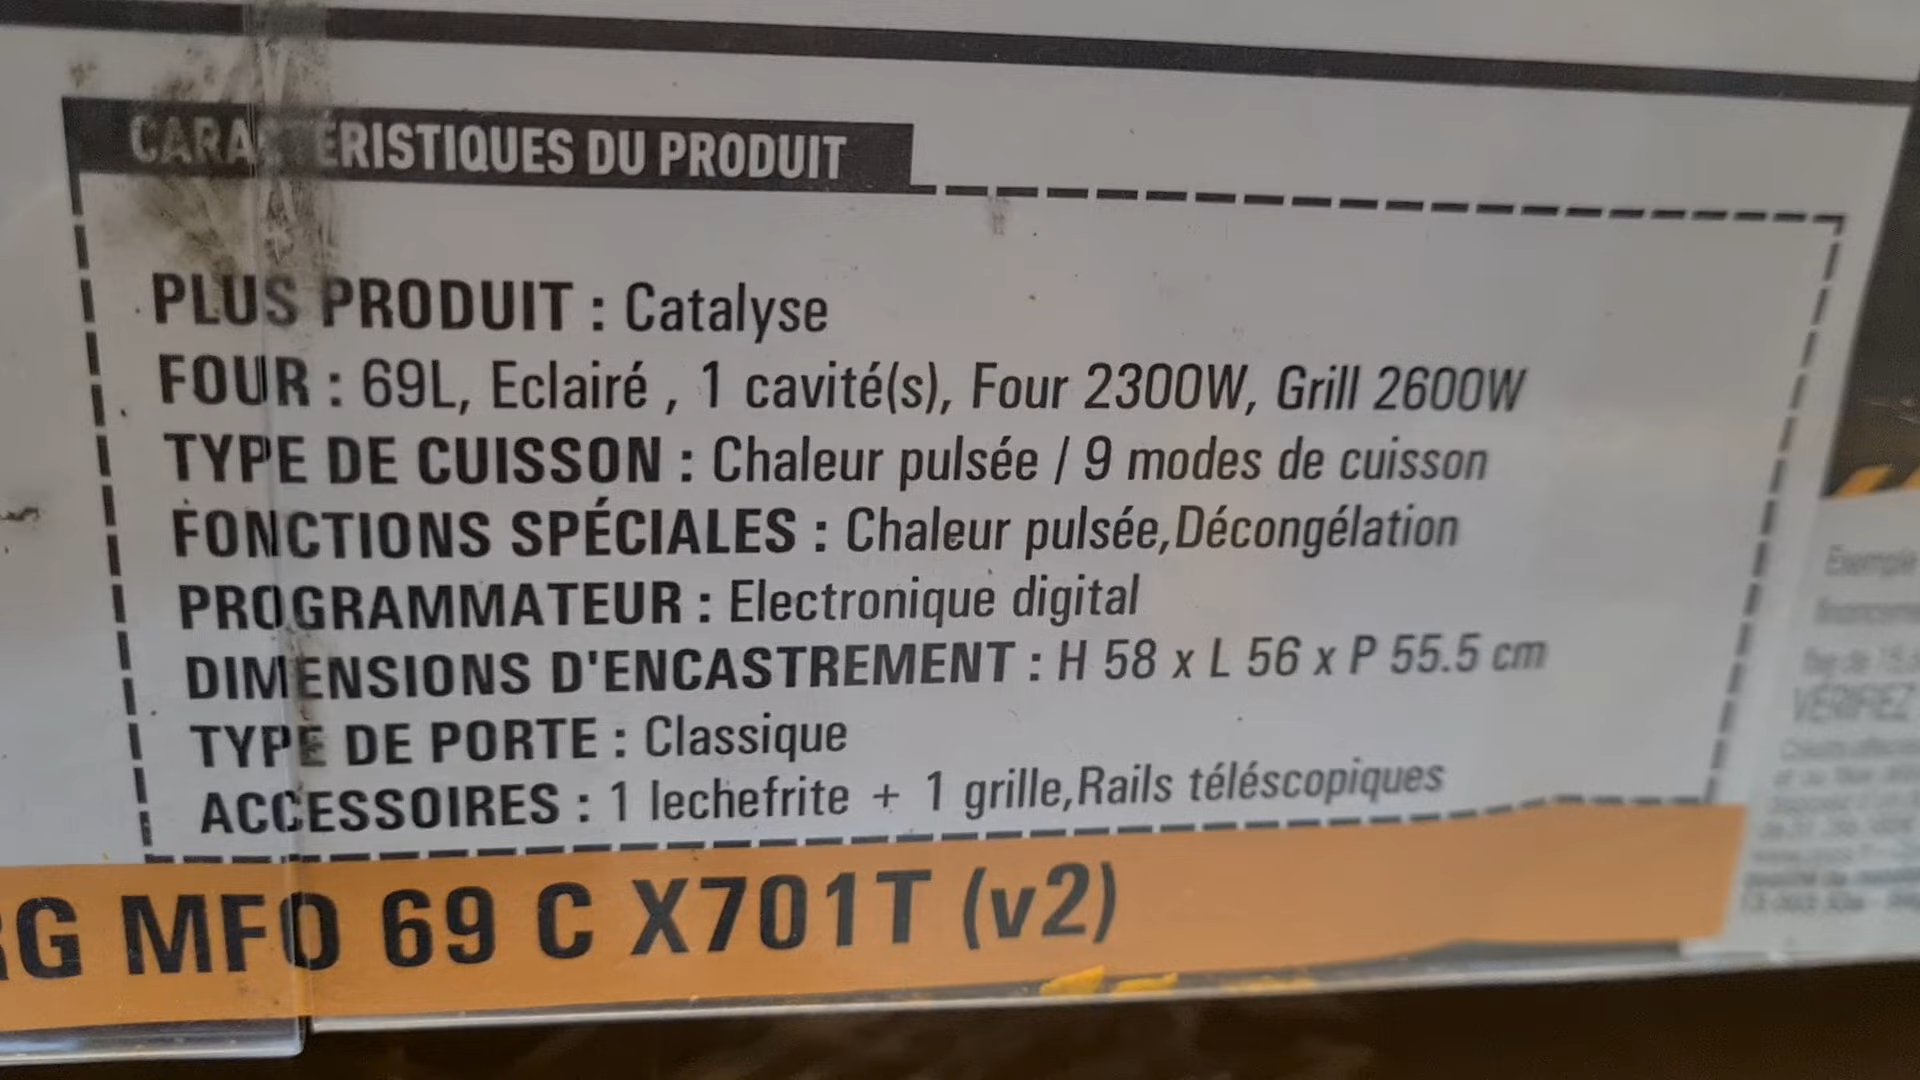 CARACTÉRISTIQUES DU PRODUIT
PLUS PRODUIT : Catalyse
FOUR : 69L, Eclairé , 1 cavité(s), Four 2300W, Grill 2600W
TYPE DE CUISSON : Chaleur pulsée / 9 modes de cuisson
FONCTIONS SPÉCIALES : Chaleur pulsée,Décongélation
PROGRAMMATEUR : Electronique digital
DIMENSIONS D'ENCASTREMENT : H 58 x L 56 x P 55.5 cm
TYPE DE PORTE : Classique
ACCESSOIRES : 1 lechefrite + 1 grille,Rails téléscopiques
RG MFO 69 C X701T (v2)
Exemple
VÉRIFIEZ